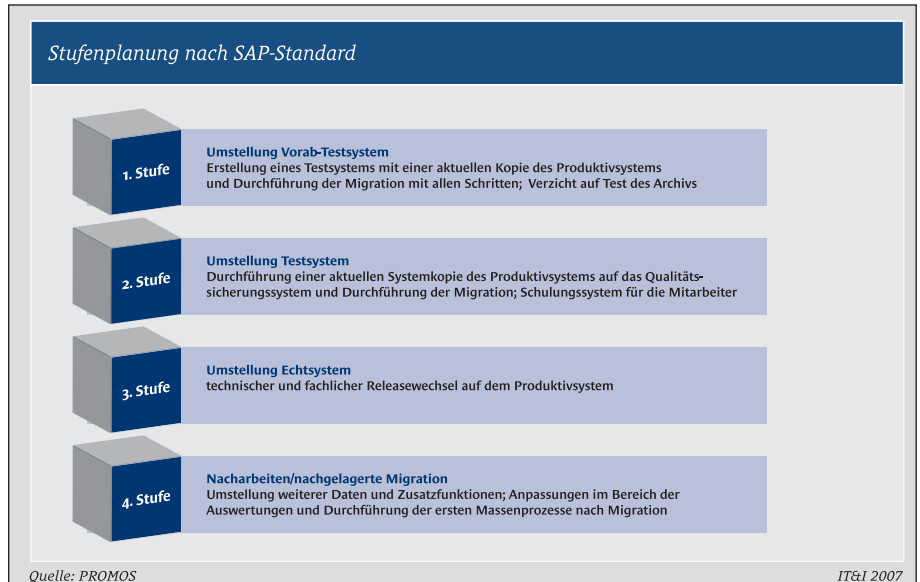 Stufenplanung nach SAP-Standard
1. Stufe
Umstellung Vorab-Testsystem
Erstellung eines Testsystems mit einer aktuellen Kopie des Produktivsystems
und Durchführung der Migration mit allen Schritten; Verzicht auf Test des Archivs
2. Stufe
Umstellung Testsystem
Durchführung einer aktuellen Systemkopie des Produktivsystems auf das Qualitäts-
sicherungssystem und Durchführung der Migration; Schulungssystem für die Mitarbeiter
3. Stufe
Umstellung Echtsystem
technischer und fachlicher Releasewechsel auf dem Produktivsystem
4. Stufe
Nacharbeiten/nachgelagerte Migration
Umstellung weiterer Daten und Zusatzfunktionen; Anpassungen im Bereich der
Auswertungen und Durchführung der ersten Massenprozesse nach Migration
Quelle: PROMOS
IT&I 2007